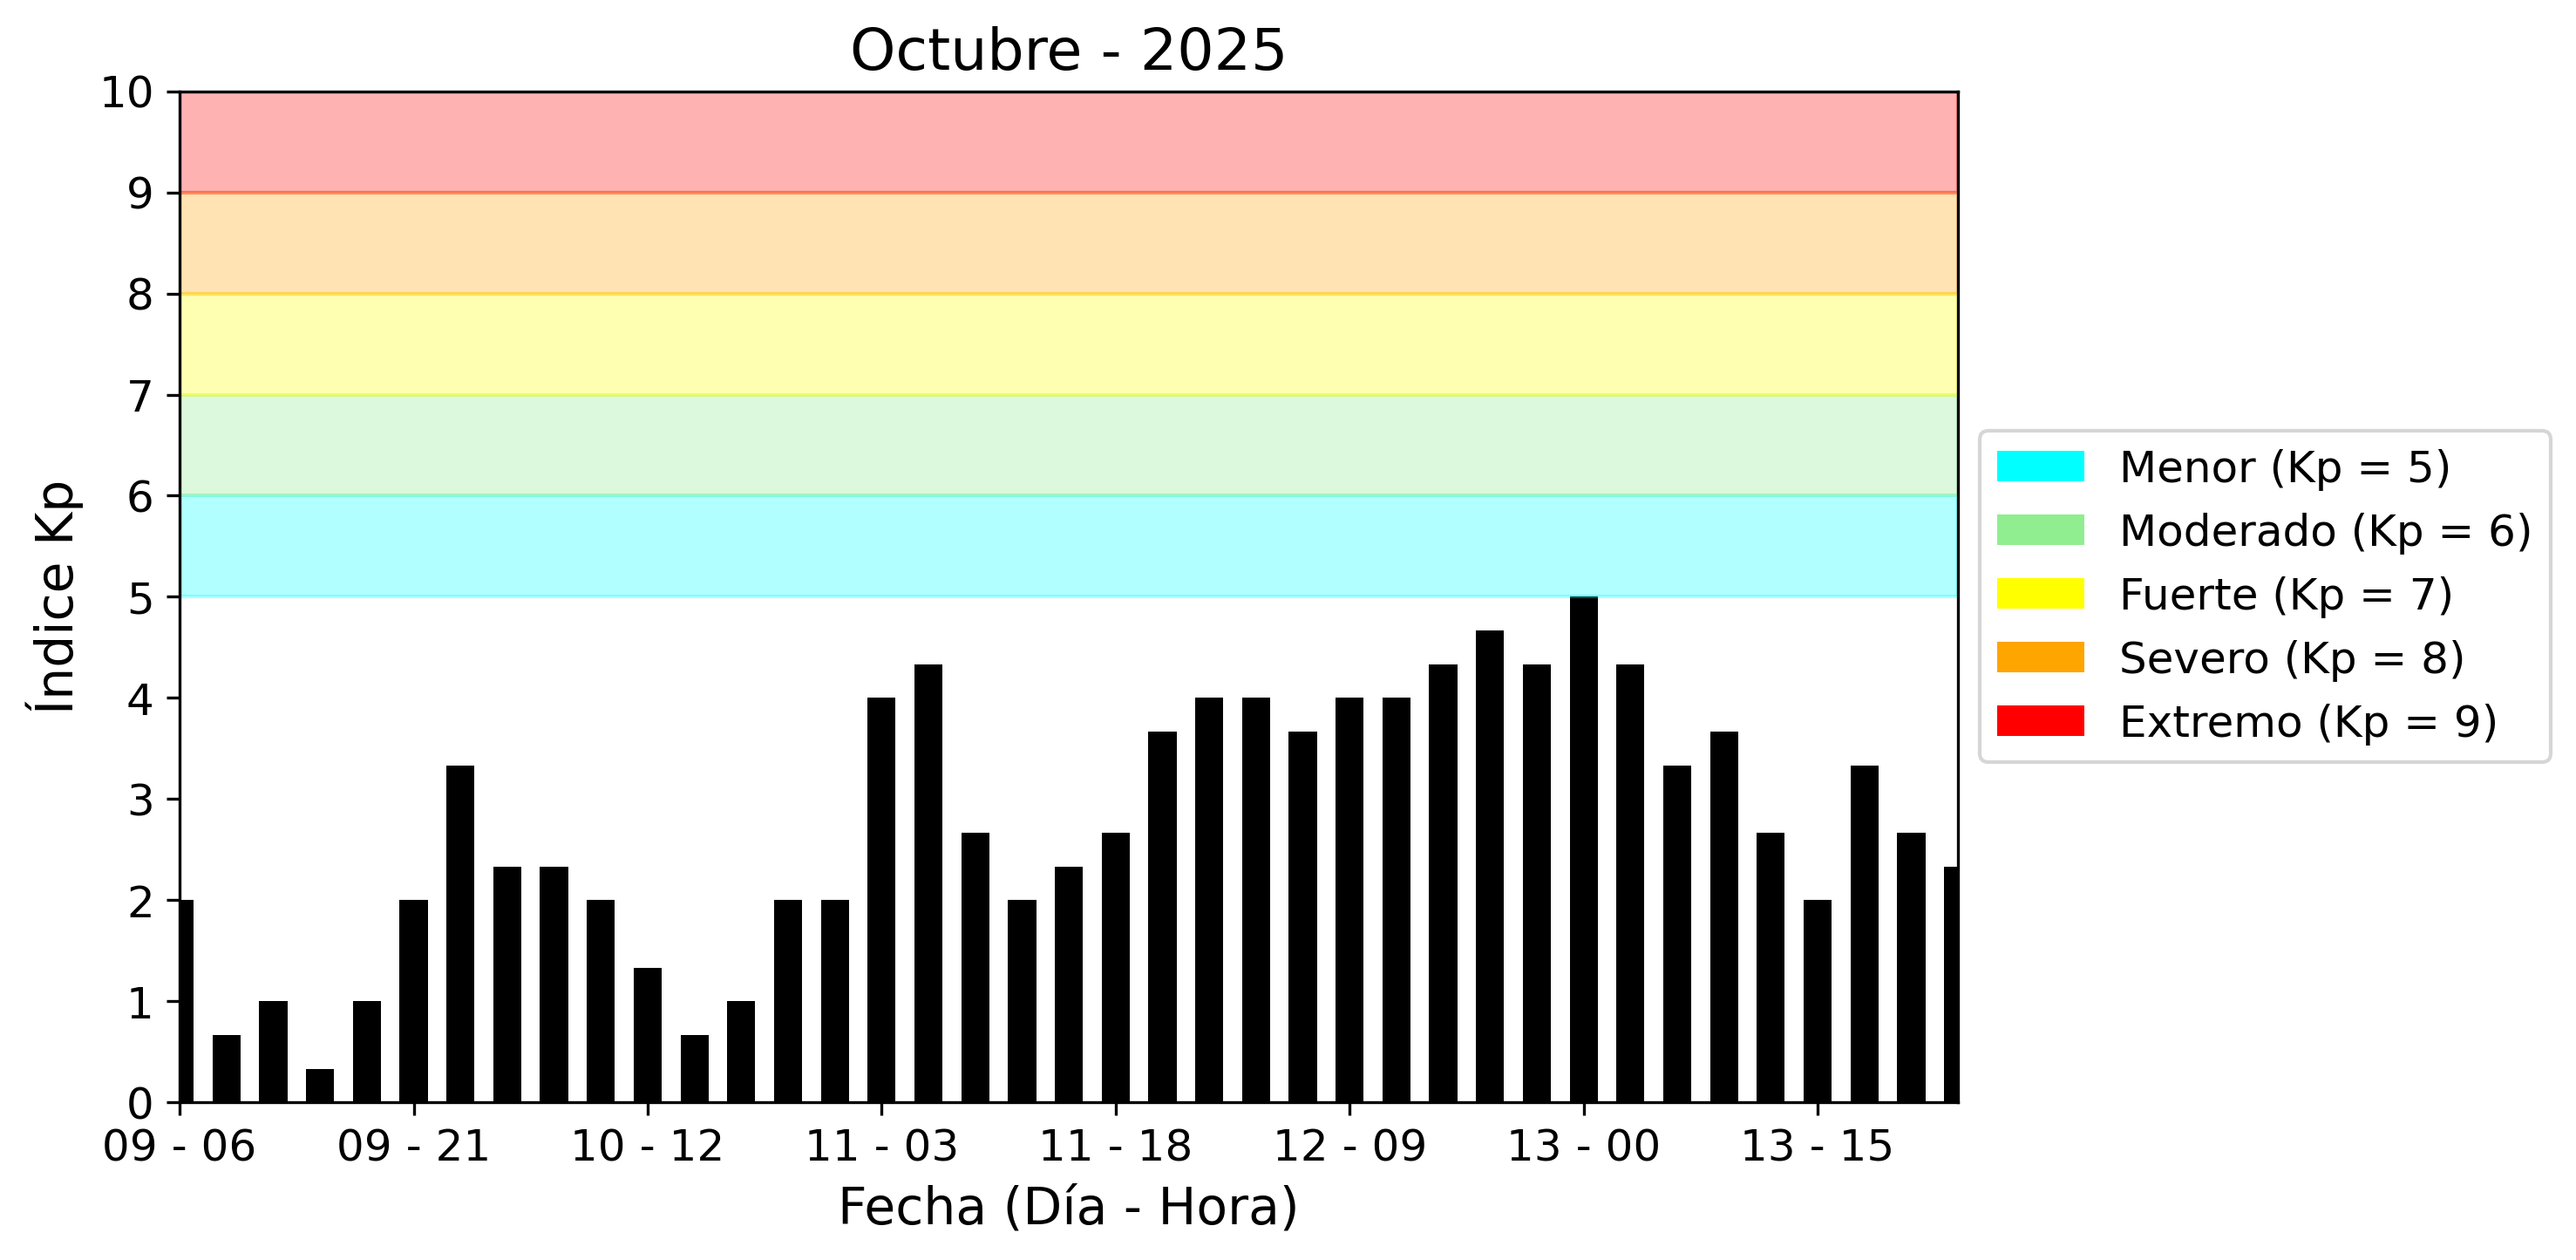 Octubre - 2025
10
9
8
7
6
5
4
3
2
1
0
Índice Kp
09 - 06
09 - 21
10 - 12
11 - 03
11 - 18
12 - 09
13 - 00
13 - 15
Fecha (Día - Hora)
Menor (Kp = 5)
Moderado (Kp = 6)
Fuerte (Kp = 7)
Severo (Kp = 8)
Extremo (Kp = 9)